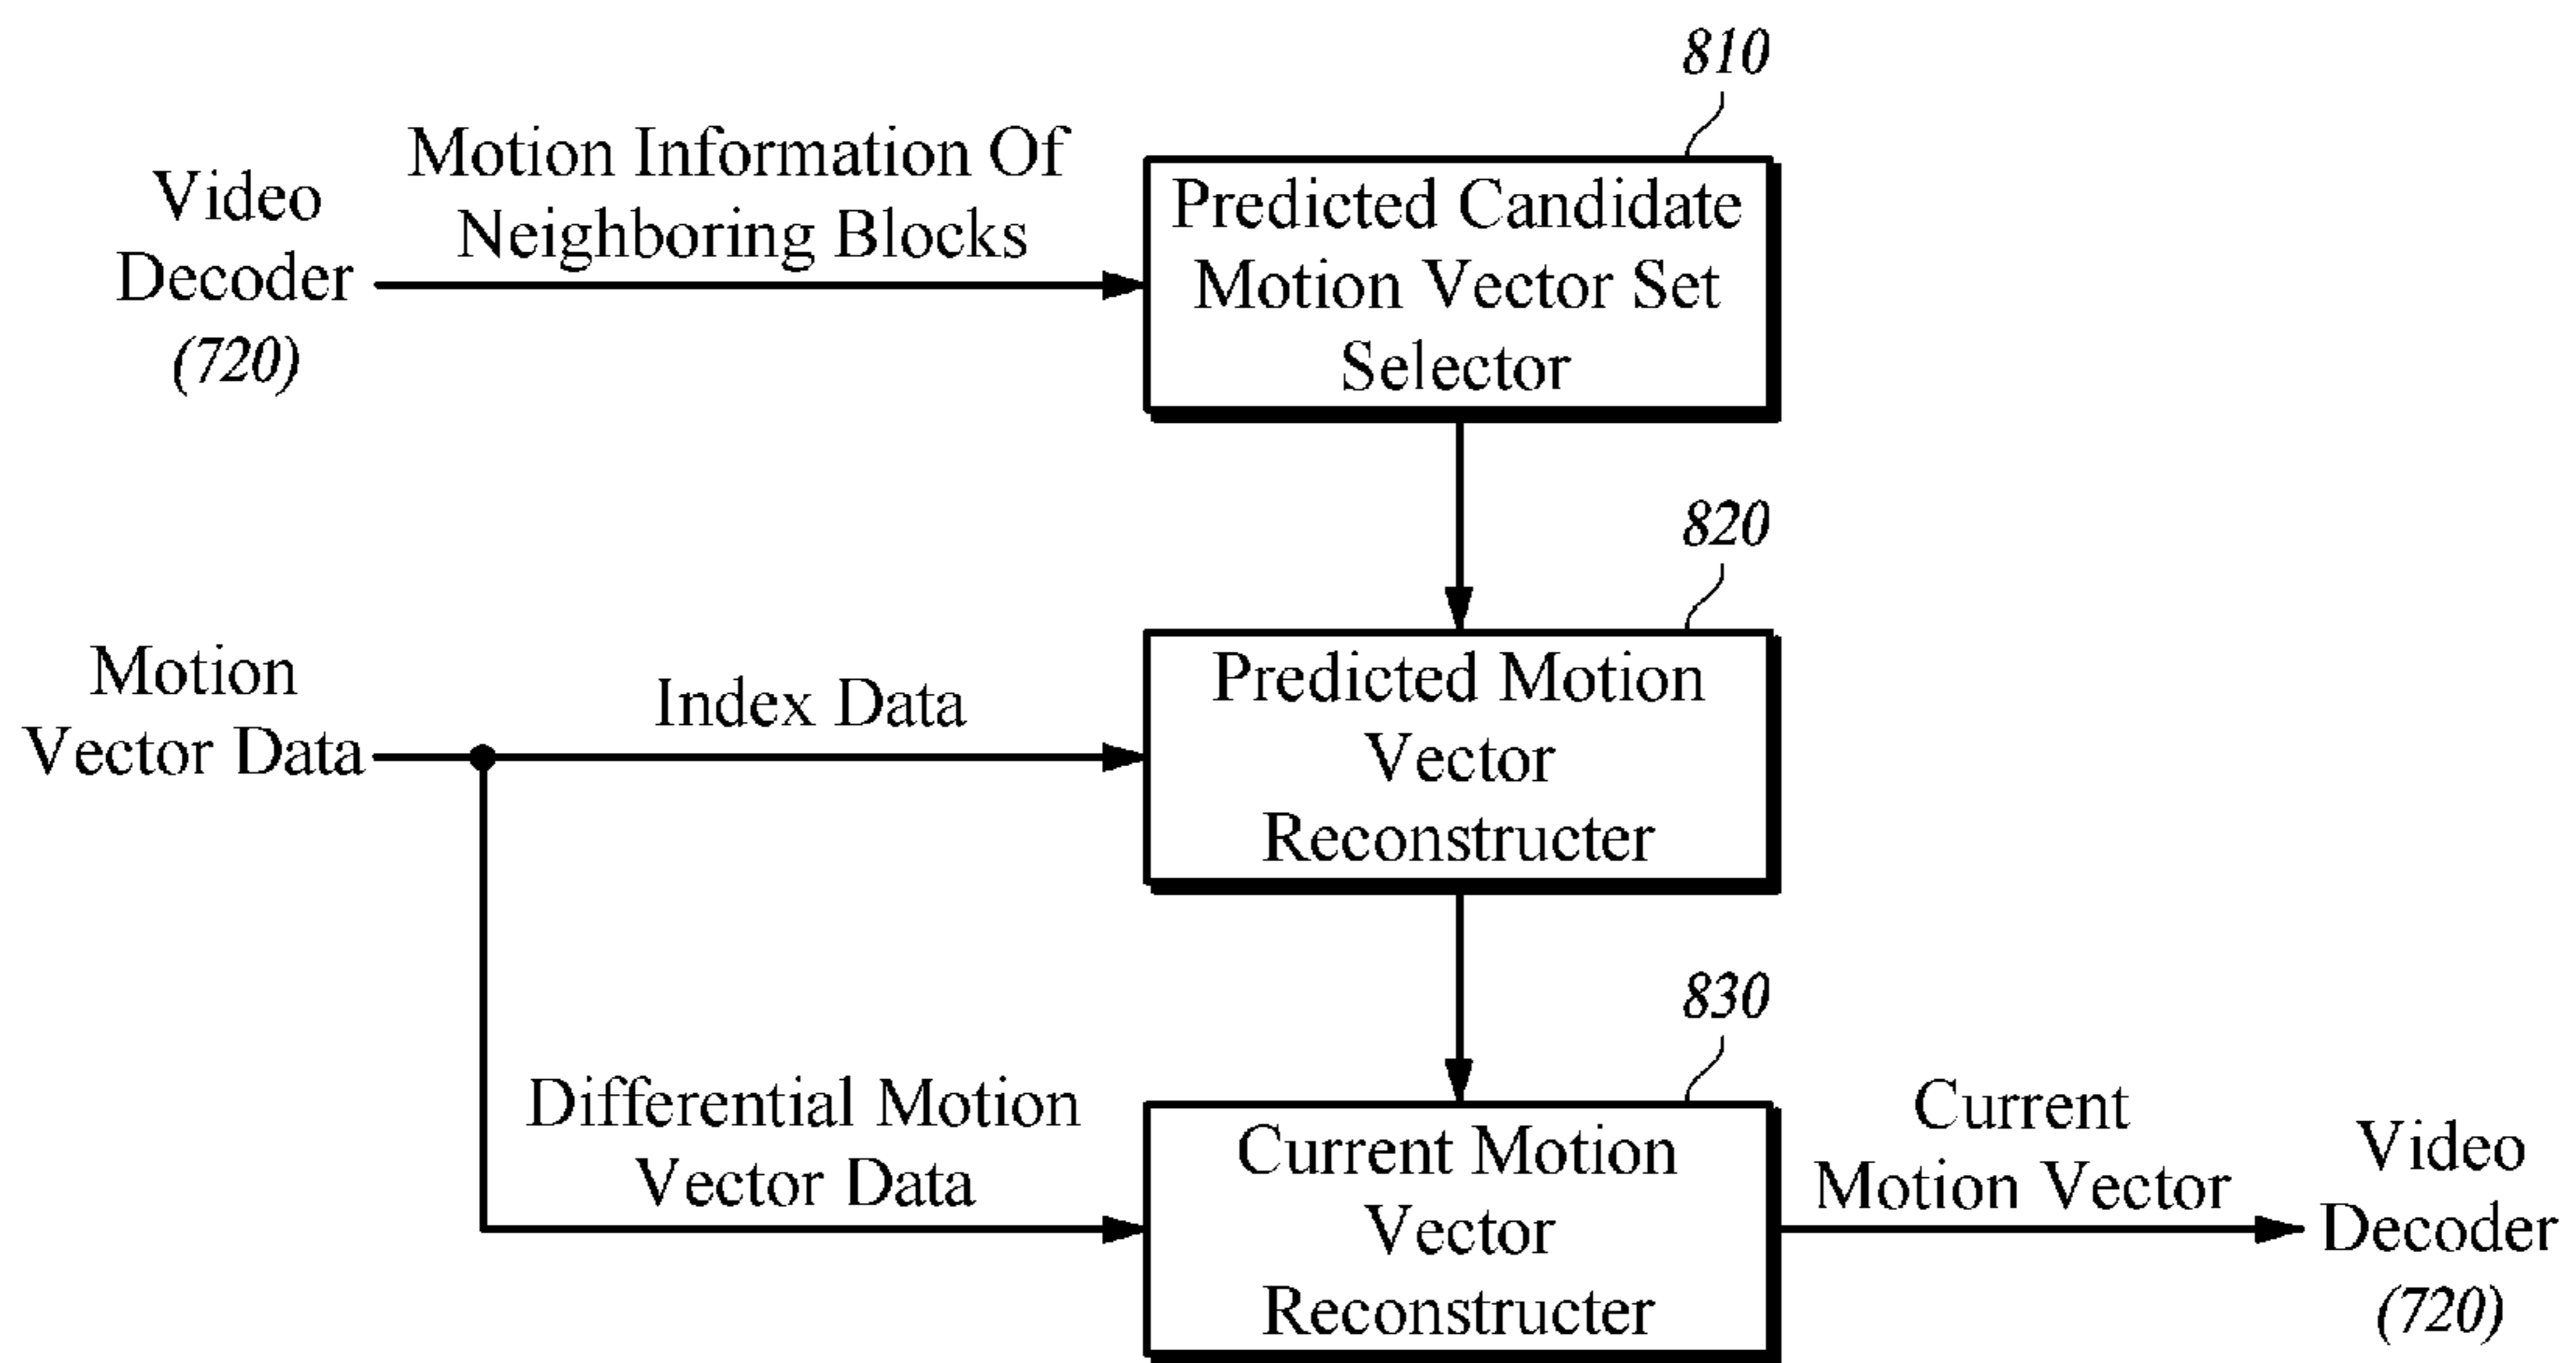 810
Video
Decoder
(720)
Motion Information Of
Neighboring Blocks
Predicted Candidate
Motion Vector Set
Selector
820
Motion
Vector Data
Index Data
Predicted Motion
Vector
Reconstructer
830
Differential Motion
Vector Data
Current Motion
Vector
Reconstructer
Current
Motion Vector
Video
Decoder
(720)